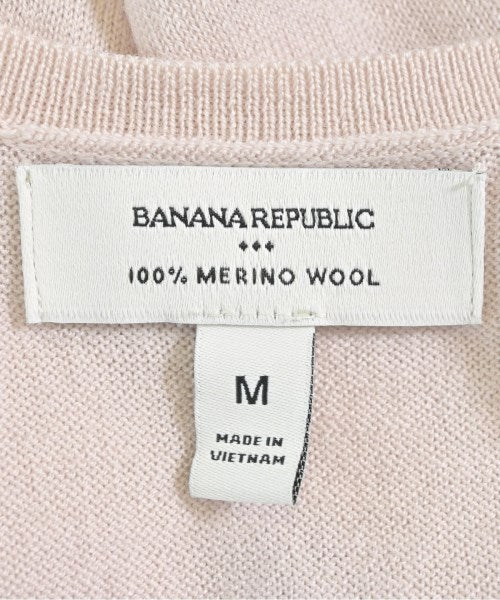 BANANA REPUBLIC
100% MERINO WOOL
M
MADE IN
VIETNAM